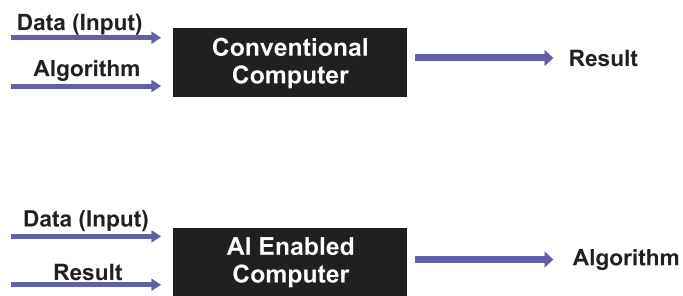 Data (Input)
Algorithm
Conventional
Computer
Result
Data (Input)
Result
AI Enabled
Computer
Algorithm